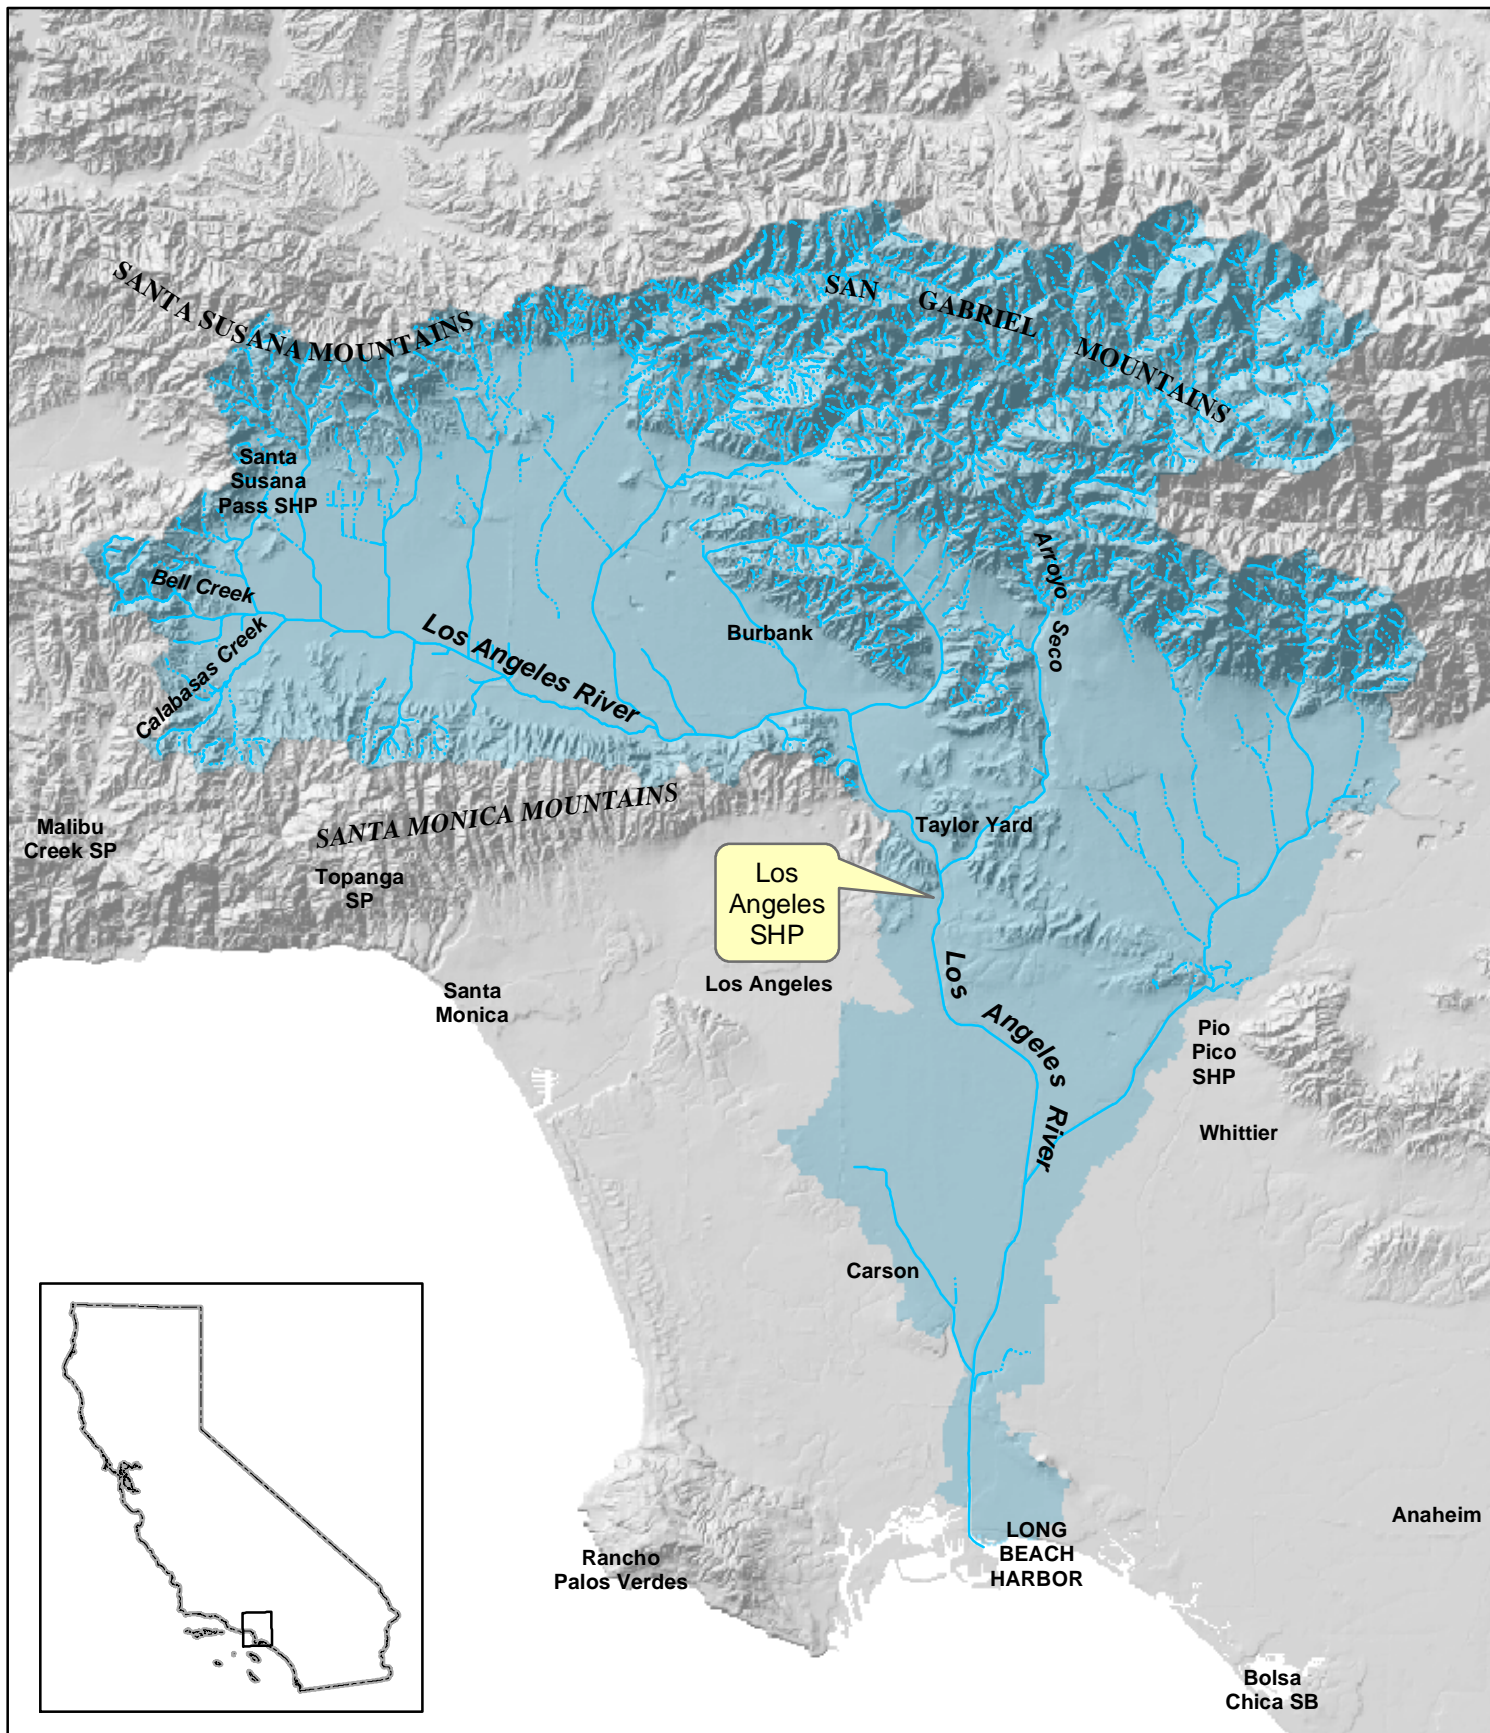 SANTA SUSANA MOUNTAINS
SAN GABRIEL MOUNTAINS
Santa
Susana
Pass SHP
Bell Creek
Calabasas Creek
Los Angeles River
Burbank
Arroyo Seco
SANTA MONICA MOUNTAINS
Malibu
Creek SP
Topanga
SP
Taylor Yard
Los
Angeles
SHP
Los Angeles
Santa
Monica
Los Angeles River
Pio
Pico
SHP
Whittier
Carson
Anaheim
LONG
BEACH
HARBOR
Rancho
Palos Verdes
Bolsa
Chica SB